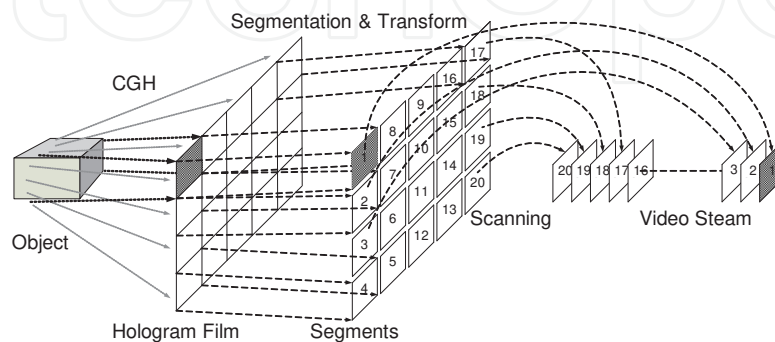 Segmentation & Transform
CGH
Object
Hologram Film
Segments
Scanning
Video Steam
1
2
3
4
8
7
6
5
9
10
11
12
16
15
14
13
17
18
19
20
20 19 18 17 16
3 2 1